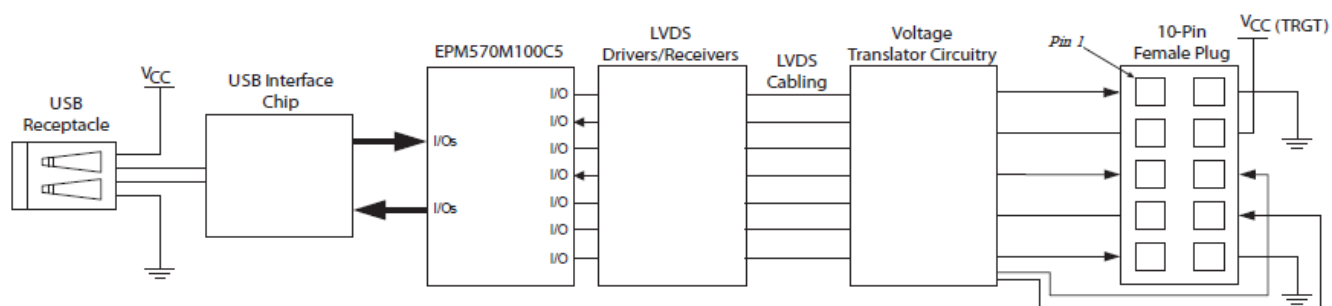 USB
Receptacle
VCC
USB Interface
Chip
I/Os
I/Os
EPM570M100C5
I/O
I/O
I/O
I/O
I/O
I/O
I/O
LVDS
Drivers/Receivers
LVDS
Cabling
Voltage
Translator Circuitry
Pin 1
10-Pin
Female Plug
VCC (TRGT)